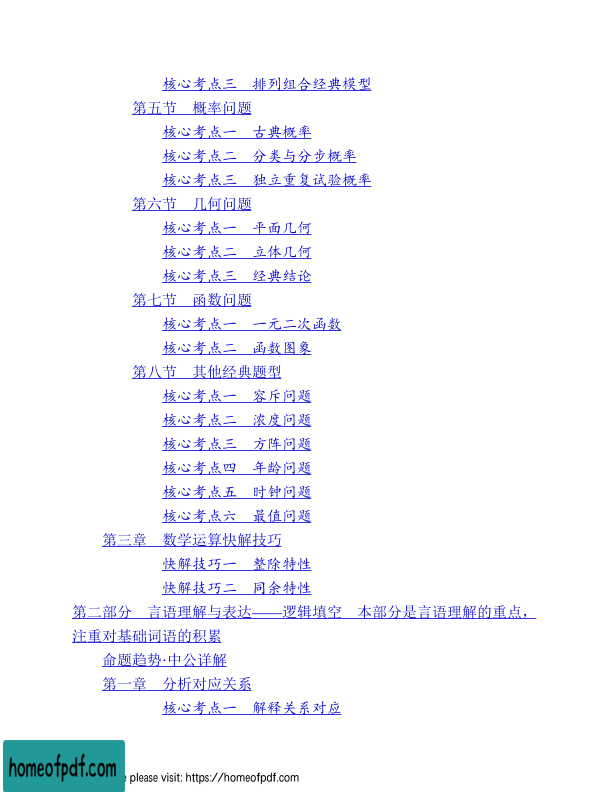 核心考点三　排列组合经典模型
第五节　概率问题
核心考点一　古典概率
核心考点二　分类与分步概率
核心考点三　独立重复试验概率
第六节　几何问题
核心考点一　平面几何
核心考点二　立体几何
核心考点三　经典结论
第七节　函数问题
核心考点一　一元二次函数
核心考点二　函数图象
第八节　其他经典题型
核心考点一　容斥问题
核心考点二　浓度问题
核心考点三　方阵问题
核心考点四　年龄问题
核心考点五　时钟问题
核心考点六　最值问题
第三章　数学运算快解技巧
快解技巧一　整除特性
快解技巧二　同余特性
第二部分　言语理解与表达——逻辑填空　本部分是言语理解的重点，
注重对基础词语的积累
命题趋势·中公详解
第一章　分析对应关系
核心考点一　解释关系对应
homeofpdf.com
e please visit: https://homeofpdf.com